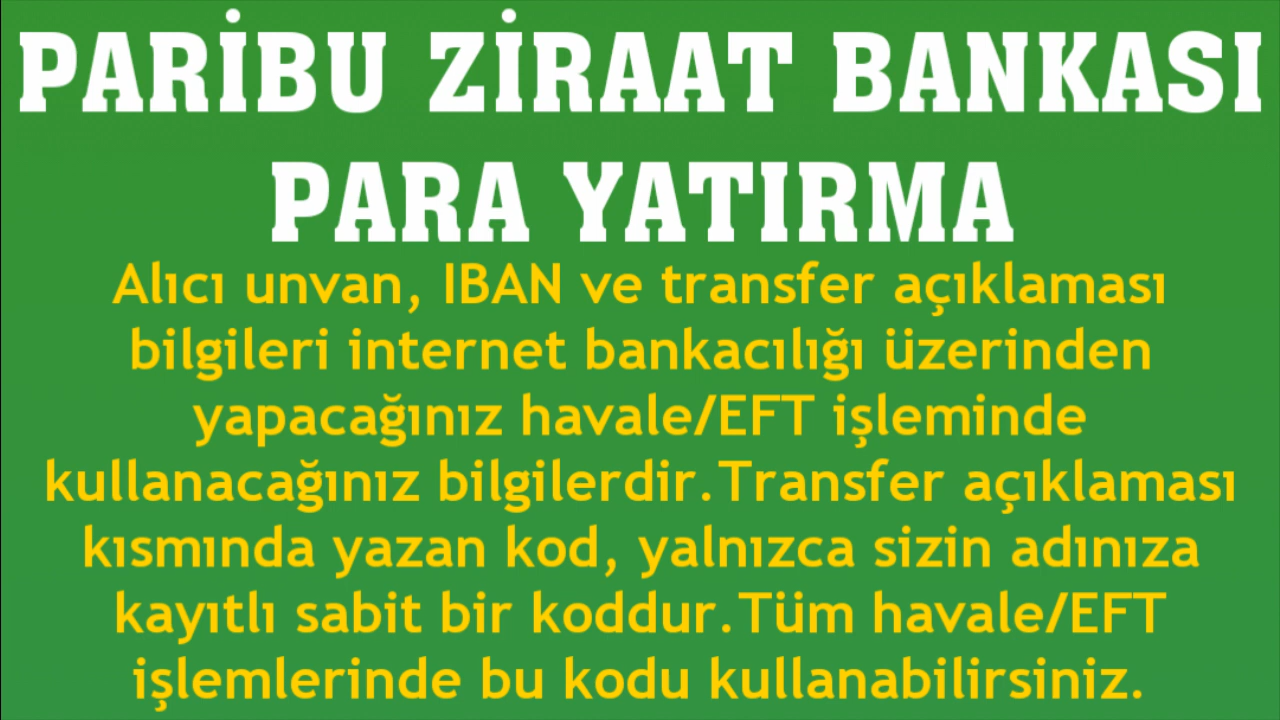 PARİBU ZİRAAT BANKASI
PARA YATIRMA
Alıcı unvan, IBAN ve transfer açıklaması
bilgileri internet bankacılığı üzerinden
yapacağınız havale/EFT işleminde
kullanacağınız bilgilerdir.Transfer açıklaması
kısmında yazan kod, yalnızca sizin adınıza
kayıtlı sabit bir koddur.Tüm havale/EFT
işlemlerinde bu kodu kullanabilirsiniz.